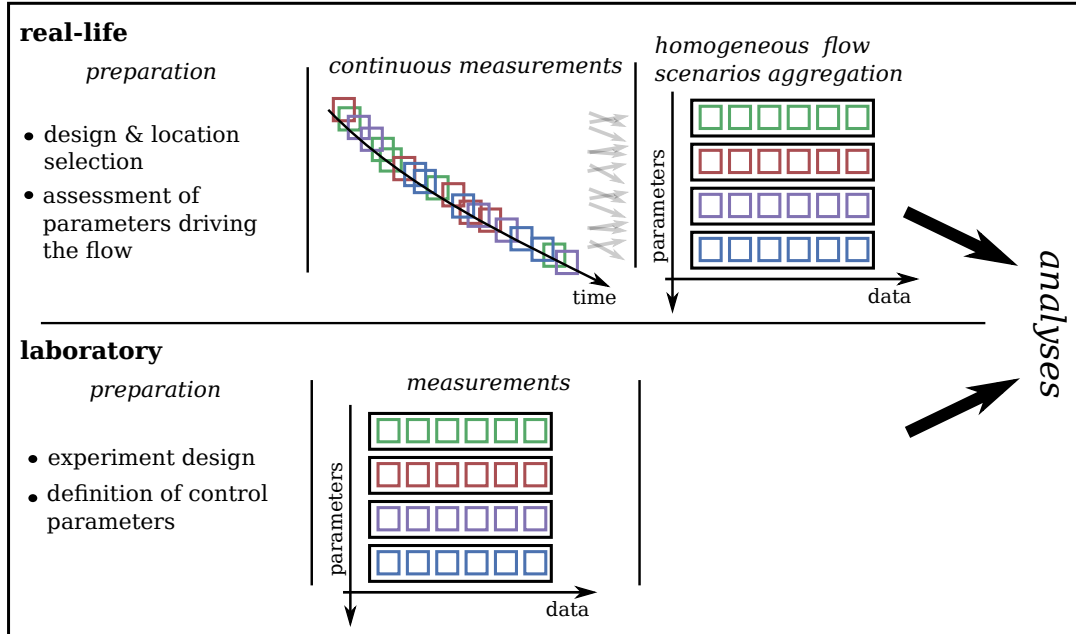 real-life
preparation
• design & location
selection
• assessment of
parameters driving
the flow
continuous measurements
time
homogeneous flow
scenarios aggregation
parameters
data
analyses
laboratory
preparation
• experiment design
• definition of control
parameters
measurements
parameters
data